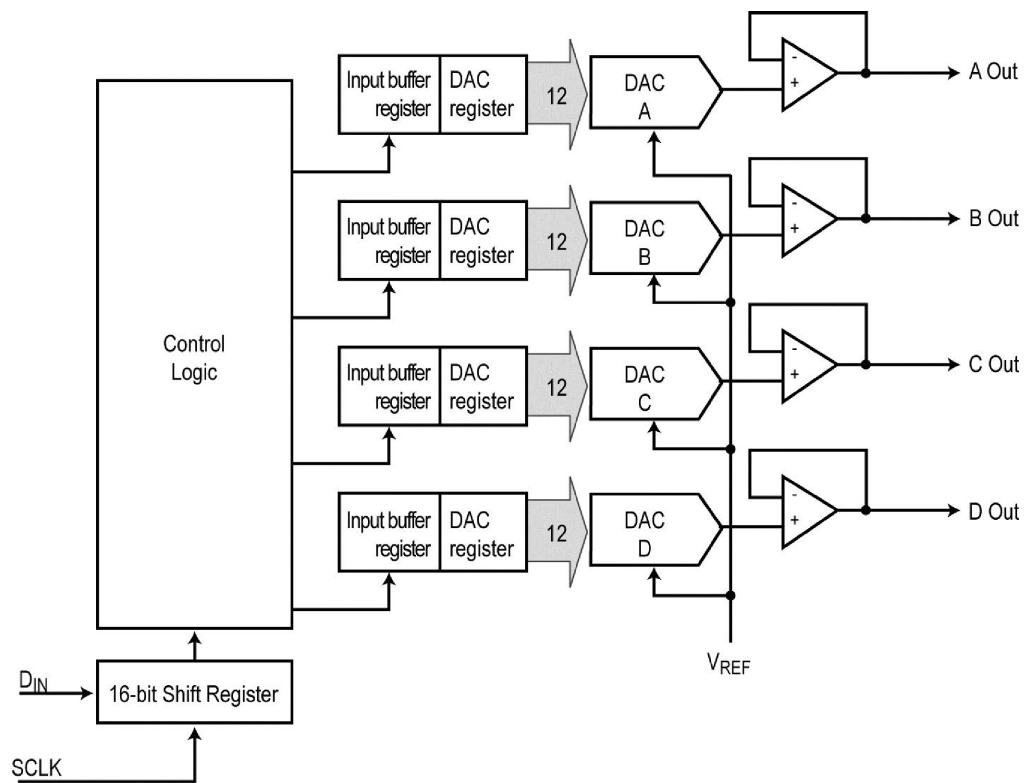 Input buffer
register
DAC
register
12
DAC
A
-
+
A Out
Input buffer
register
DAC
register
12
DAC
B
-
+
B Out
Control
Logic
Input buffer
register
DAC
register
12
DAC
C
-
+
C Out
Input buffer
register
DAC
register
12
DAC
D
-
+
D Out
VREF
DIN
16-bit Shift Register
SCLK